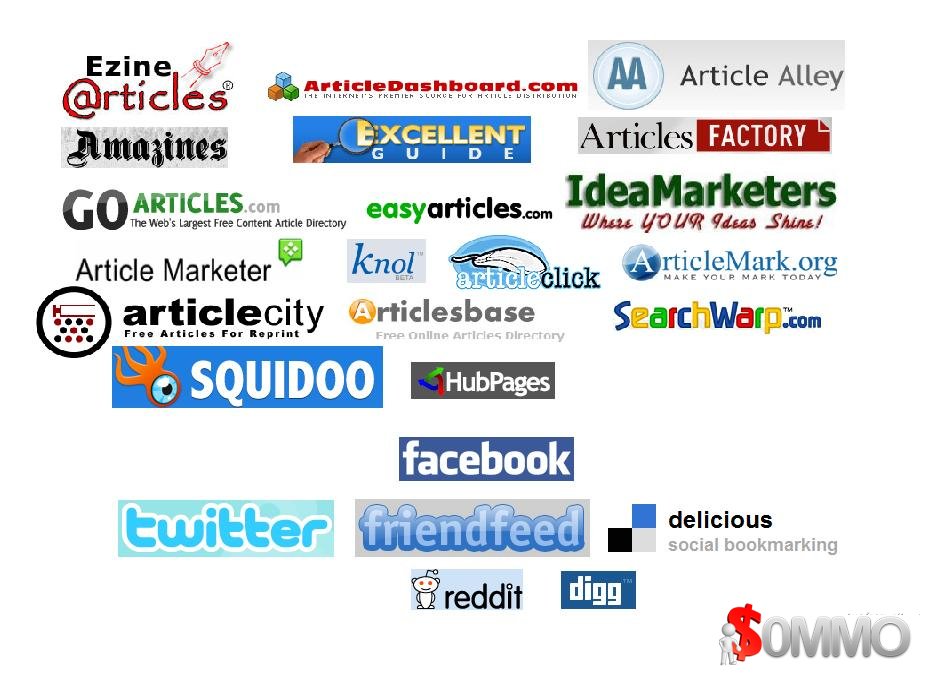 Ezine
@rticles®
ArticleDashboard.com
THE INTERNET'S PREMIER SOURCE FOR ARTICLE DISTRIBUTION
AA Article Alley
Amazines
EXCELLENT
GUIDE
Articles FACTORY
GO ARTICLES.com
The Web's Largest Free Content Article Directory
easyarticles.com
IdeaMarketers
Where YOUR Ideas Shine!
Article Marketer
knol™
BETA
articleclick
ArticleMark.org
MAKE YOUR MARK TODAY
articlecity
Free Articles For Reprint
Articlesbase
Free Online Articles Directory
SearchWarp™.com
SQUIDOO
HubPages
facebook
twitter
friendfeed
delicious
social bookmarking
reddit
digg™
$OMMO